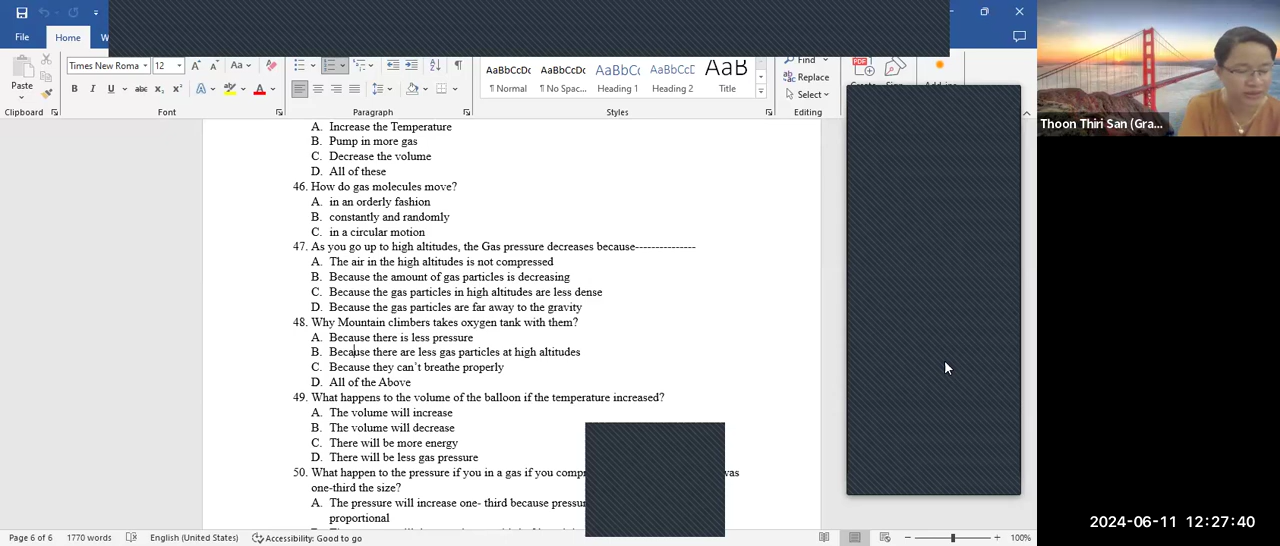 File
Home
W
Times New Roma
12
Aa
Find
Paste
B I U abc A A
AaBbCcDc AaBbCcDc AaBbCc AaBbCcD AaB
¶ Normal ¶ No Spac... Heading 1 Heading 2 Title
PDF
Replace
Select
Clipboard
Font
Paragraph
Styles
Editing
Thoon Thiri San (Gra...
A. Increase the Temperature
B. Pump in more gas
C. Decrease the volume
D. All of these
46. How do gas molecules move?
A. in an orderly fashion
B. constantly and randomly
C. in a circular motion
47. As you go up to high altitudes, the Gas pressure decreases because---------------
A. The air in the high altitudes is not compressed
B. Because the amount of gas particles is decreasing
C. Because the gas particles in high altitudes are less dense
D. Because the gas particles are far away to the gravity
48. Why Mountain climbers takes oxygen tank with them?
A. Because there is less pressure
B. Because there are less gas particles at high altitudes
C. Because they can’t breathe properly
D. All of the Above
49. What happens to the volume of the balloon if the temperature increased?
A. The volume will increase
B. The volume will decrease
C. There will be more energy
D. There will be less gas pressure
50. What happen to the pressure if you in a gas if you compr was
one-third the size?
A. The pressure will increase one- third because pressur
proportional
Page 6 of 6
1770 words
English (United States)
Accessibility: Good to go
100%
2024-06-11 12:27:40